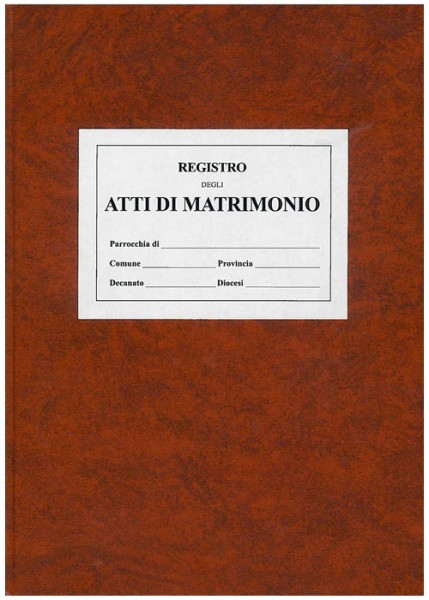 REGISTRO
DEGLI
ATTI DI MATRIMONIO
Parrocchia di
Comune Provincia
Decanato Diocesi